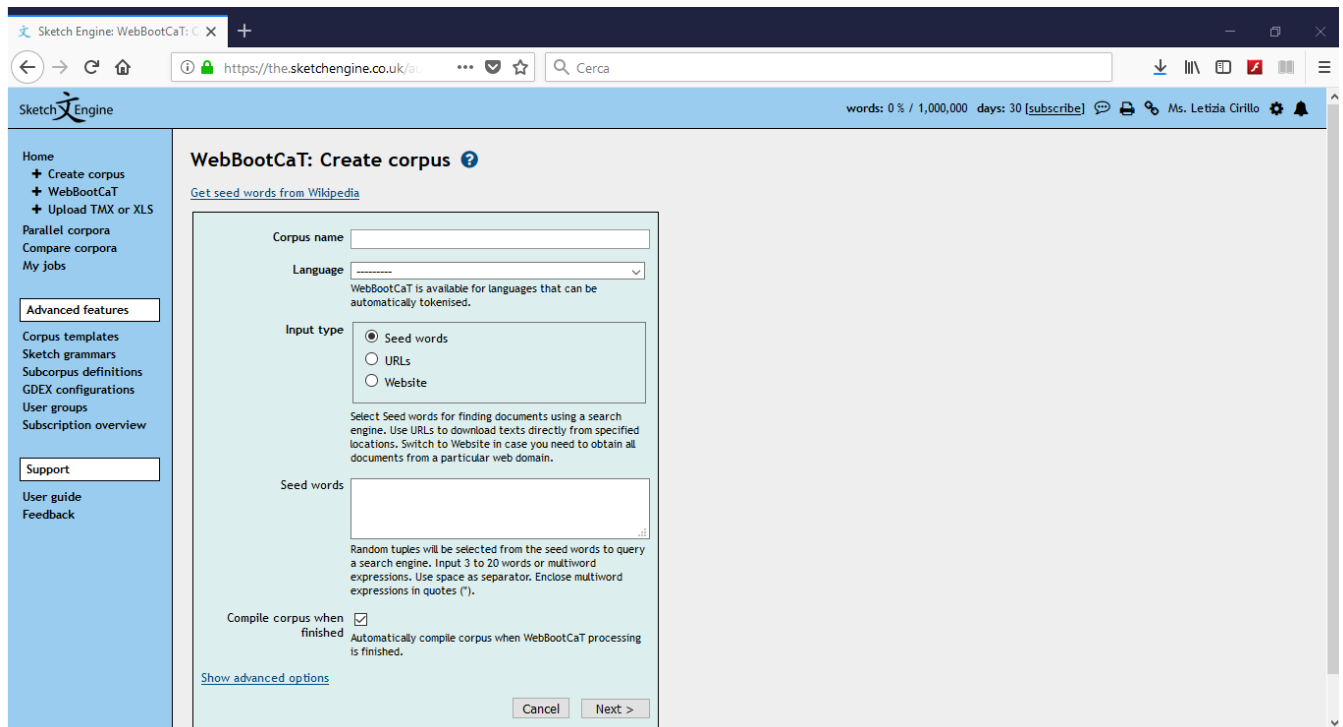 Sketch Engine: WebBootCaT: C
https://the.sketchengine.co.uk/au
Cerca
Sketch Engine
words: 0 % / 1,000,000 days: 30 [subscribe] Ms. Letizia Cirillo
Home
+ Create corpus
+ WebBootCaT
+ Upload TMX or XLS
Parallel corpora
Compare corpora
My jobs
Advanced features
Corpus templates
Sketch grammars
Subcorpus definitions
GDEX configurations
User groups
Subscription overview
Support
User guide
Feedback
WebBootCaT: Create corpus ?
Get seed words from Wikipedia
Corpus name
Language ---------
WebBootCaT is available for languages that can be
automatically tokenised.
Input type
Seed words
URLs
Website
Select Seed words for finding documents using a search
engine. Use URLs to download texts directly from specified
locations. Switch to Website in case you need to obtain all
documents from a particular web domain.
Seed words
Random tuples will be selected from the seed words to query
a search engine. Input 3 to 20 words or multiword
expressions. Use space as separator. Enclose multiword
expressions in quotes (").
Compile corpus when
finished
Automatically compile corpus when WebBootCaT processing
is finished.
Show advanced options
Cancel Next >